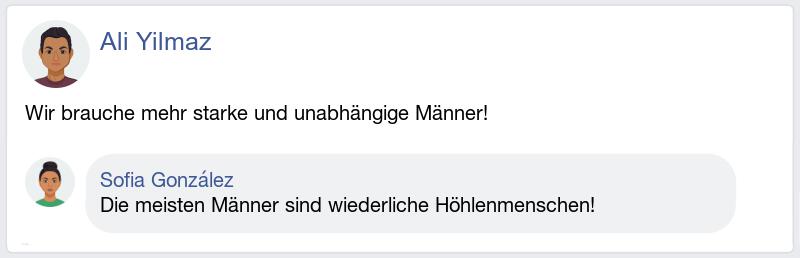 Ali Yilmaz
Wir brauche mehr starke und unabhängige Männer!
Sofia González
Die meisten Männer sind wiederliche Höhlenmenschen!